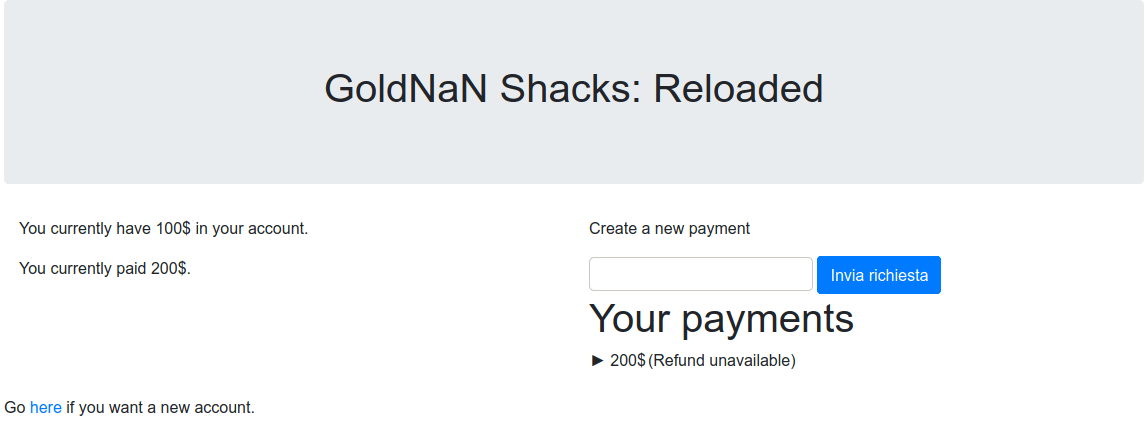 GoldNaN Shacks: Reloaded
You currently have 100$ in your account.
You currently paid 200$.
Create a new payment
Invia richiesta
Your payments
► 200$(Refund unavailable)
Go here if you want a new account.